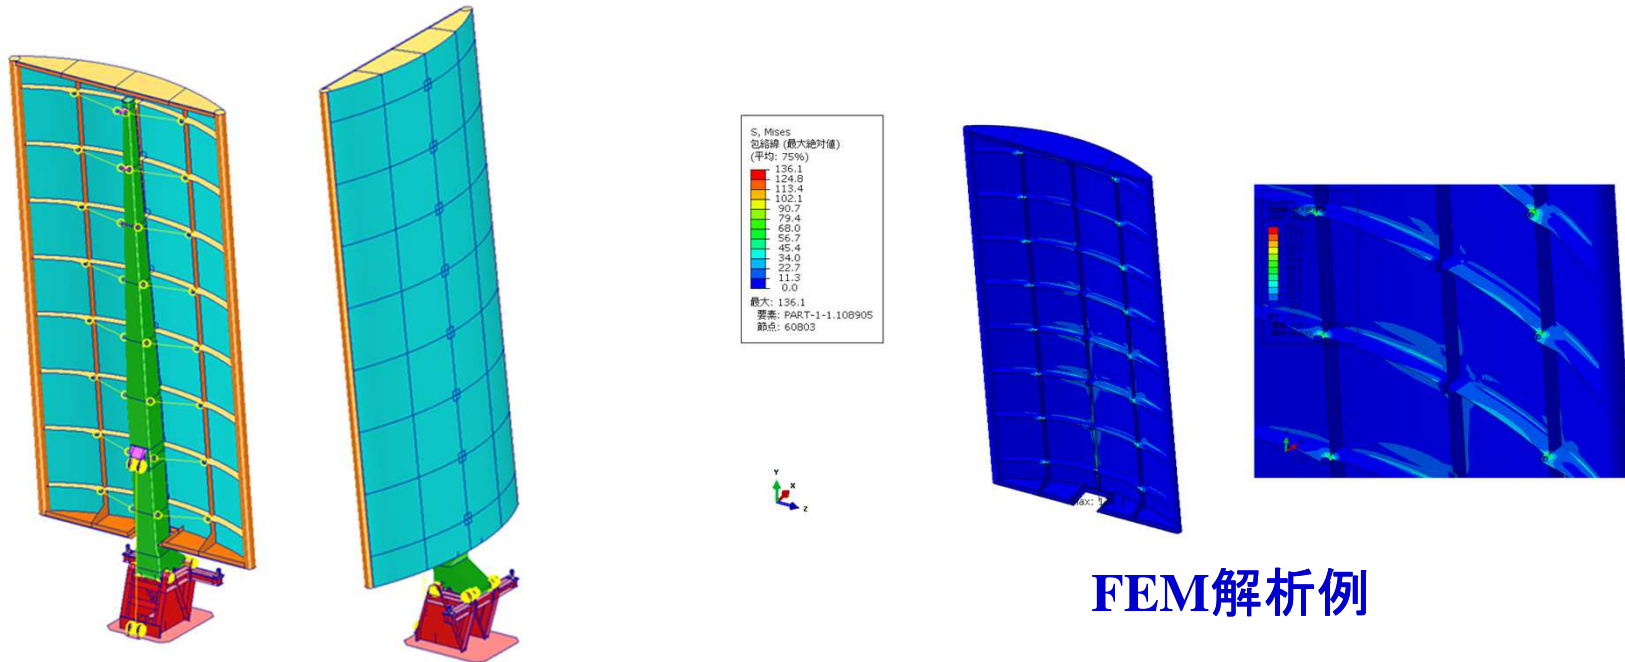 S, Mises
包絡線 (最大絶対値)
(平均: 75%)
136.1
124.8
113.4
102.1
90.7
79.4
68.0
56.7
45.4
34.0
22.7
11.3
0.0
最大: 136.1
要素: PART-1-1.108905
節点: 60803
Y
X
Z
FEM解析例